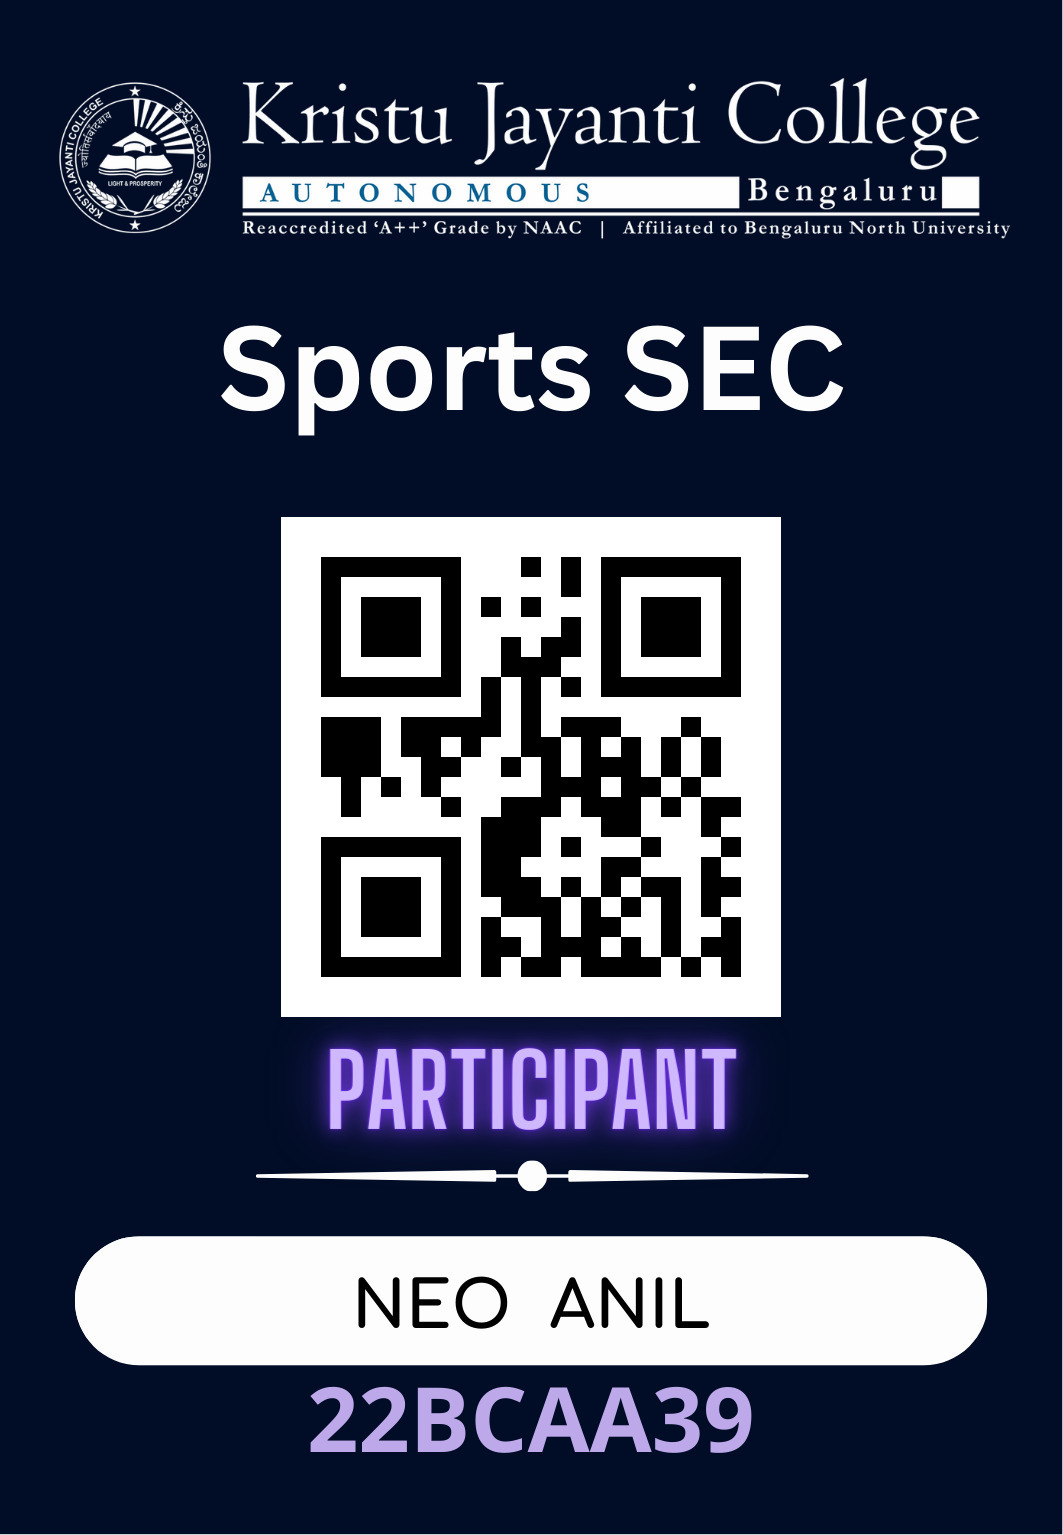 Kristu Jayanti College
AUTONOMOUS Bengaluru
Reaccredited ‘A++’ Grade by NAAC | Affiliated to Bengaluru North University
KRISTU JAYANTI COLLEGE
LIGHT & PROSPERITY
Sports SEC
PARTICIPANT
NEO ANIL
22BCAA39